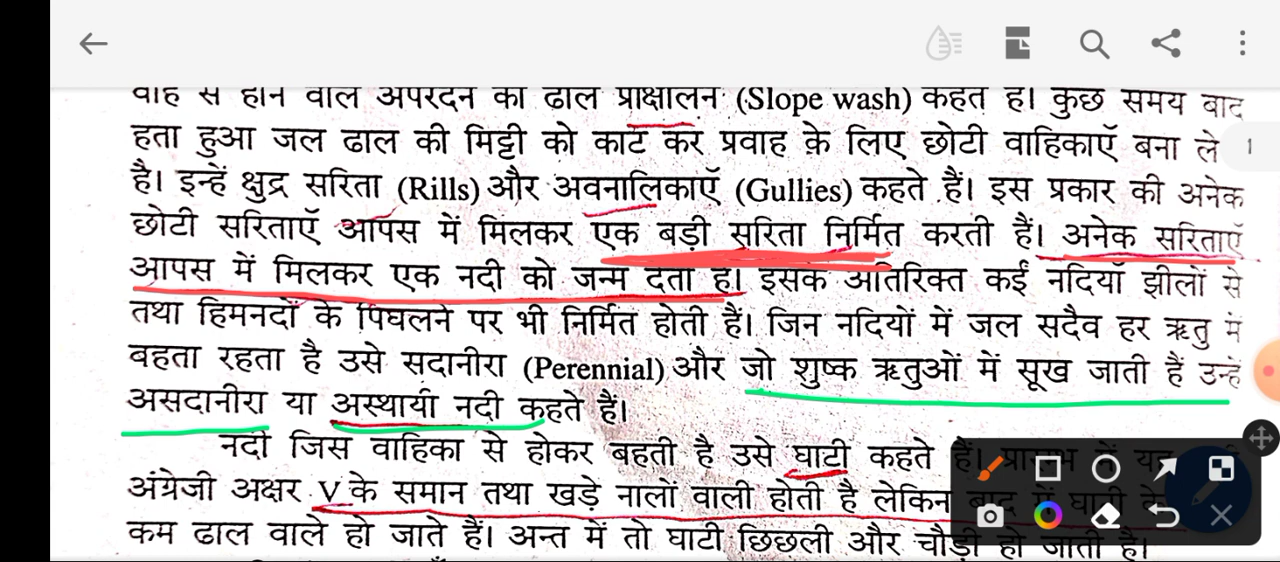 वाह से होने वाले अपरदन को ढाल प्राक्षालन (Slope wash) कहते हैं। कुछ समय बाद
हता हुआ जल ढाल की मिट्टी को काट कर प्रवाह के लिए छोटी वाहिकाएँ बना ले
1
है। इन्हें क्षुद्र सरिता (Rills) और अवनालिकाएँ (Gullies) कहते हैं। इस प्रकार की अनेक
छोटी सरिताएँ आपस में मिलकर एक बड़ी सरिता निर्मित करती हैं। अनेक सरिताएँ
आपस में मिलकर एक नदी को जन्म देता है। इसके अतिरिक्त कई नदियाँ झीलों से
तथा हिमनदों के पिघलने पर भी निर्मित होती हैं। जिन नदियों में जल सदैव हर ऋतु में
बहता रहता है उसे सदानीरा (Perennial) और जो शुष्क ऋतुओं में सूख जाती हैं उन्हें
असदानीरा या अस्थायी नदी कहते हैं।
नदी जिस वाहिका से होकर बहती है उसे घाटी कहते हैं। प्रारम्भ में यह
अंग्रेजी अक्षर V के समान तथा खड़े नालों वाली होती है लेकिन बाद में घाटी
कम ढाल वाले हो जाते हैं। अन्त में तो घाटी छिछली और चौड़ी हो जाती है।